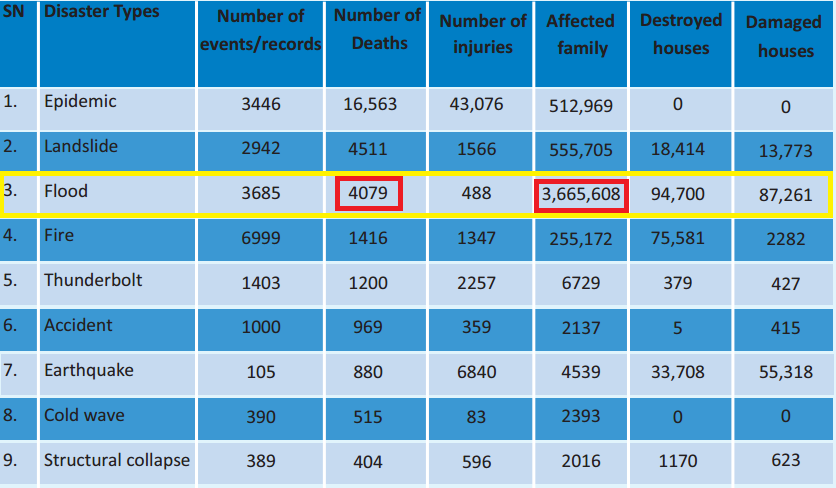 SN Disaster Types Number of events/records Number of Deaths Number of injuries Affected family Destroyed houses Damaged houses
1. Epidemic 3446 16,563 43,076 512,969 0 0
2. Landslide 2942 4511 1566 555,705 18,414 13,773
3. Flood 3685 4079 488 3,665,608 94,700 87,261
4. Fire 6999 1416 1347 255,172 75,581 2282
5. Thunderbolt 1403 1200 2257 6729 379 427
6. Accident 1000 969 359 2137 5 415
7. Earthquake 105 880 6840 4539 33,708 55,318
8. Cold wave 390 515 83 2393 0 0
9. Structural collapse 389 404 596 2016 1170 623